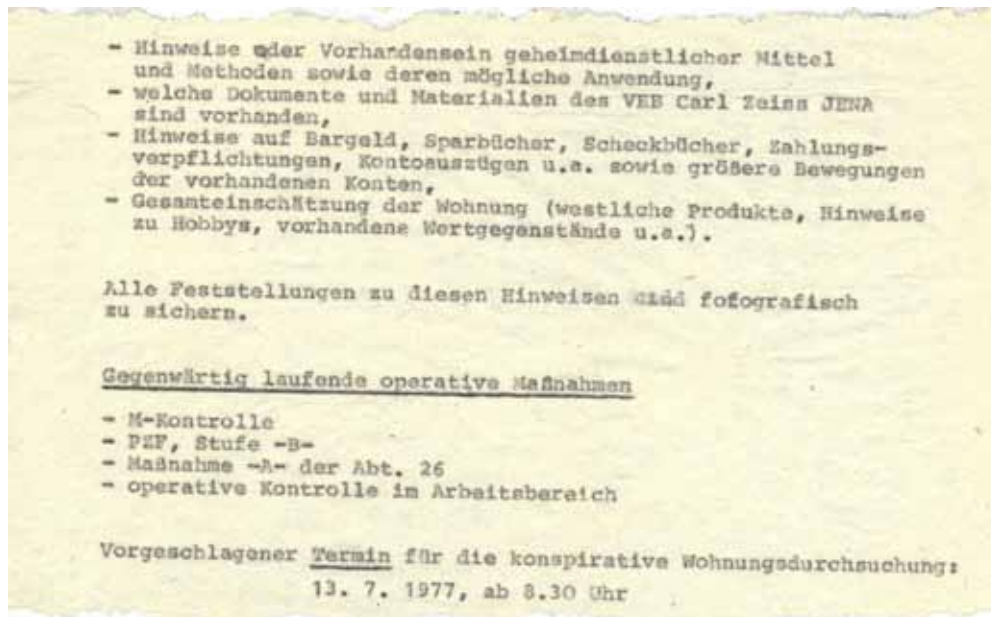 - Hinweise oder Vorhandensein geheimdienstlicher Mittel
und Methoden sowie deren mögliche Anwendung,
- welche Dokumente und Materialien des VEB Carl Zeiss JENA
sind vorhanden,
- Hinweise auf Bargeld, Sparbücher, Scheckbücher, Zahlungs-
verpflichtungen, Kontoauszügen u.a. sowie größere Bewegungen
der vorhandenen Konten,
- Gesamteinschätzung der Wohnung (westliche Produkte, Hinweise
zu Hobbys, vorhandene Wertgegenstände u.a.).
Alle Feststellungen zu diesen Hinweisen sind fotografisch
zu sichern.
Gegenwärtig laufende operative Maßnahmen
- M-Kontrolle
- PZF, Stufe -B-
- Maßnahme -A- der Abt. 26
- operative Kontrolle im Arbeitsbereich
Vorgeschlagener Termin für die konspirative Wohnungsdurchsuchung:
13. 7. 1977, ab 8.30 Uhr